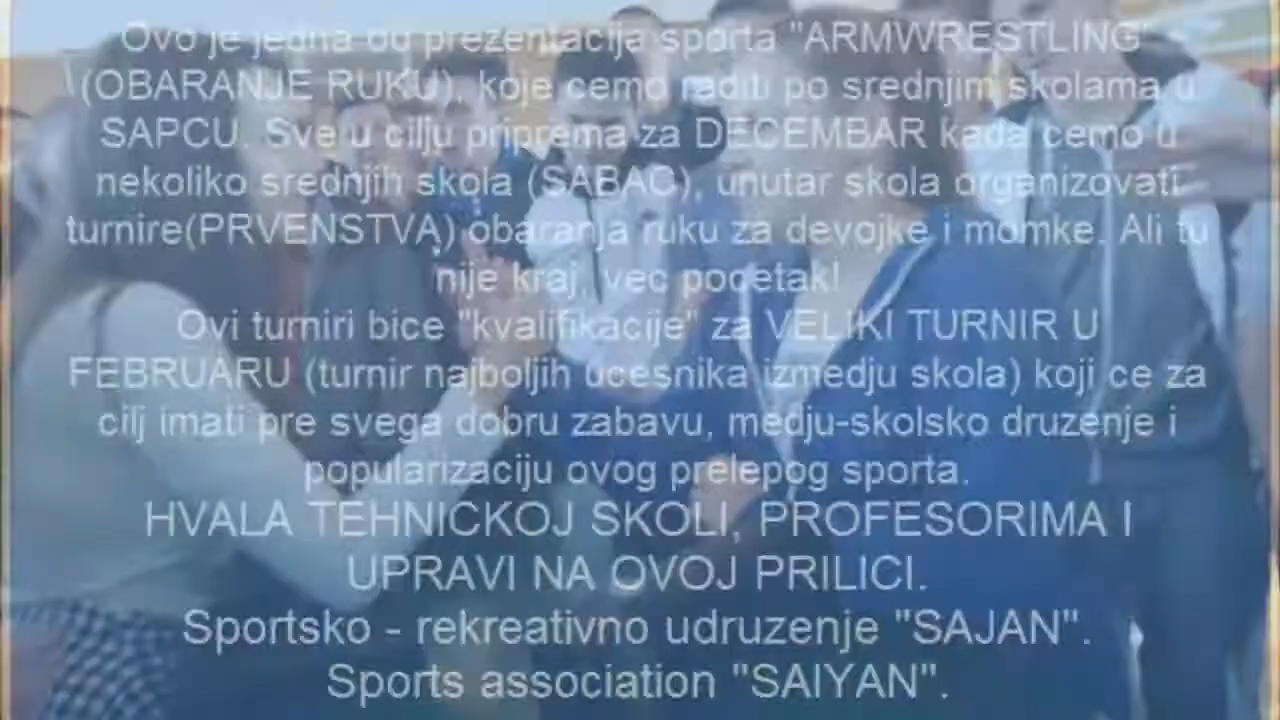 Ovo je jedna od prezentacija sporta "ARMWRESTLING"
(OBARANJE RUKU), koje cemo raditi po srednjim skolama u
SAPCU. Sve u cilju priprema za DECEMBAR kada cemo u
nekoliko srednjih skola (SABAC), unutar skola organizovati
turnire(PRVENSTVA) obaranja ruku za devojke i momke. Ali tu
nije kraj, vec pocetak!
Ovi turniri bice "kvalifikacije" za VELIKI TURNIR U
FEBRUARU (turnir najboljih ucesnika izmedju skola) koji ce za
cilj imati pre svega dobru zabavu, medju-skolsko druzenje i
popularizaciju ovog prelepog sporta.
HVALA TEHNICKOJ SKOLI, PROFESORIMA I
UPRAVI NA OVOJ PRILICI.
Sportsko - rekreativno udruzenje "SAJAN".
Sports association "SAIYAN".